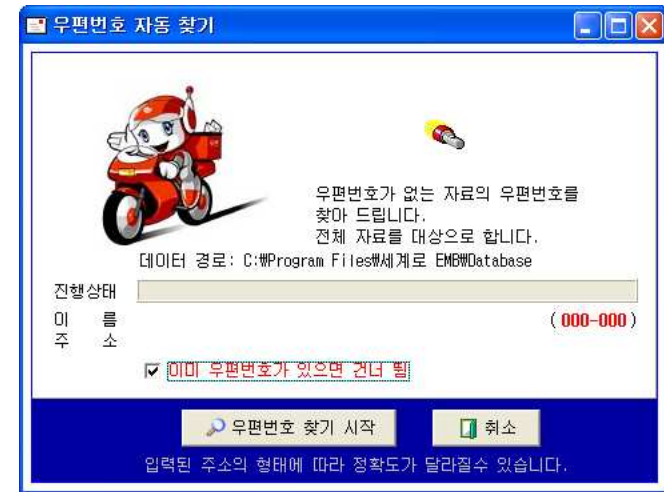 우편번호 자동 찾기
우편번호가 없는 자료의 우편번호를
찾아 드립니다.
전체 자료를 대상으로 합니다.
데이터 경로: C:₩Program Files₩세계로 EMB₩Database
진행상태
이 름 (000-000)
주 소
이미 우편번호가 있으면 건너 뜀
우편번호 찾기 시작 취소
입력된 주소의 형태에 따라 정확도가 달라질수 있습니다.